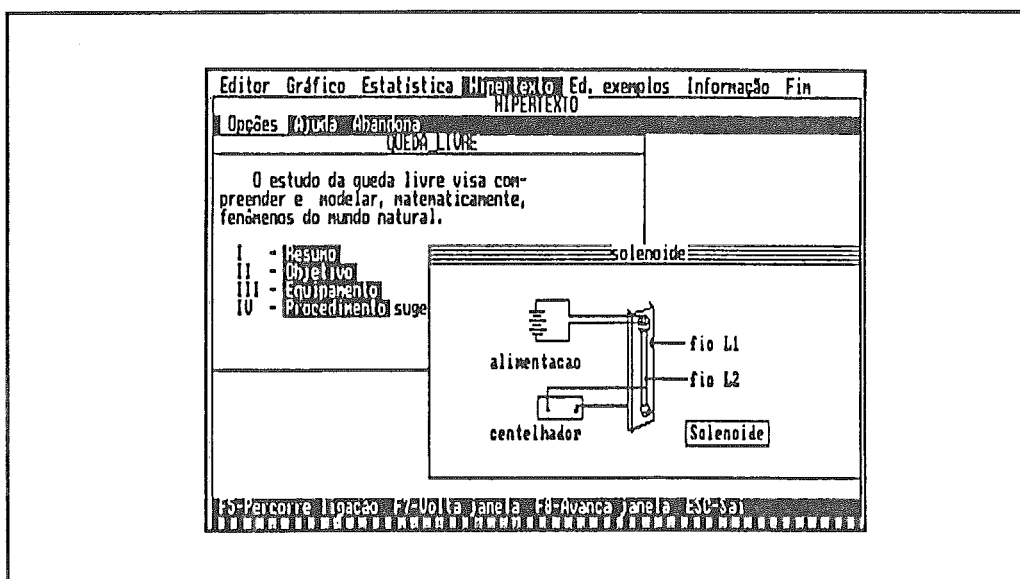 Editor Gráfico Estatística Hipertexto Ed. exemplos Informação Fim
HIPERTEXTO
Opções Ajuda Abandona
QUEDA_LIVRE
O estudo da queda livre visa com-
preender e modelar, matematicamente,
fenômenos do mundo natural.
I - Resumo
II - Objetivo
III - Equipamento
IV - Procedimento suge
solenoide
alimentacao
fio L1
fio L2
centelhador
Solenoide
F5-Percorre ligação F7-Volta janela F8-Avança janela ESC-Sai